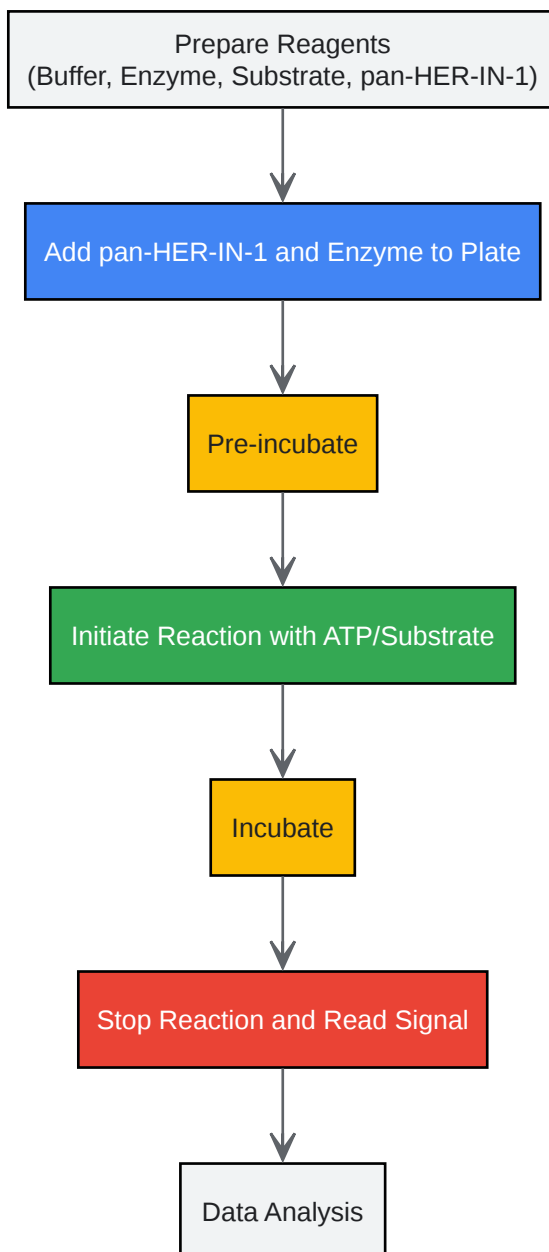 Prepare Reagents
(Buffer, Enzyme, Substrate, pan-HER-IN-1)
Add pan-HER-IN-1 and Enzyme to Plate
Pre-incubate
Initiate Reaction with ATP/Substrate
Incubate
Stop Reaction and Read Signal
Data Analysis